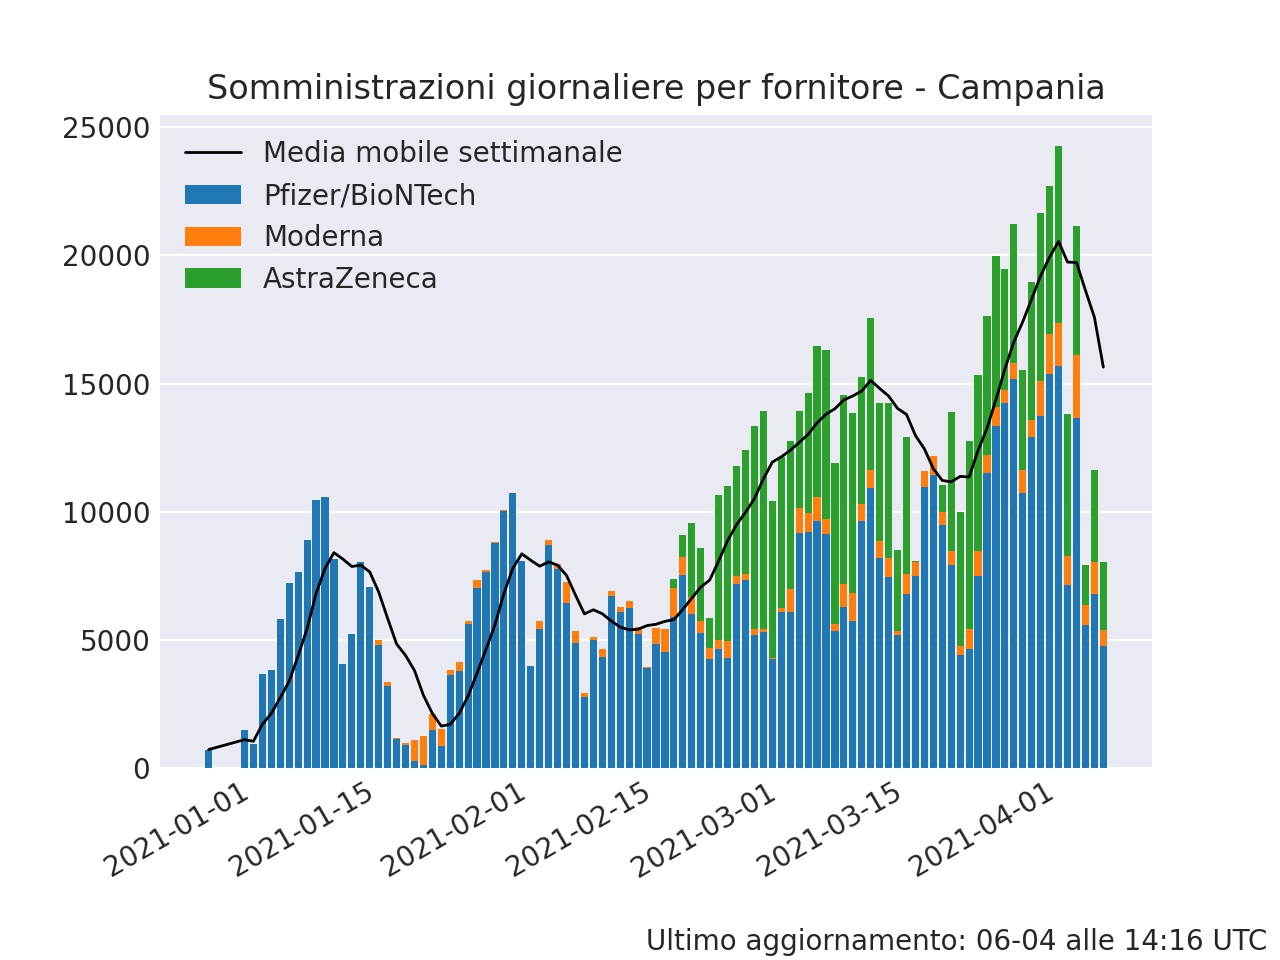 Somministrazioni giornaliere per fornitore - Campania
25000
20000
15000
10000
5000
0
Media mobile settimanale
Pfizer/BioNTech
Moderna
AstraZeneca
2021-01-01
2021-01-15
2021-02-01
2021-02-15
2021-03-01
2021-03-15
2021-04-01
Ultimo aggiornamento: 06-04 alle 14:16 UTC